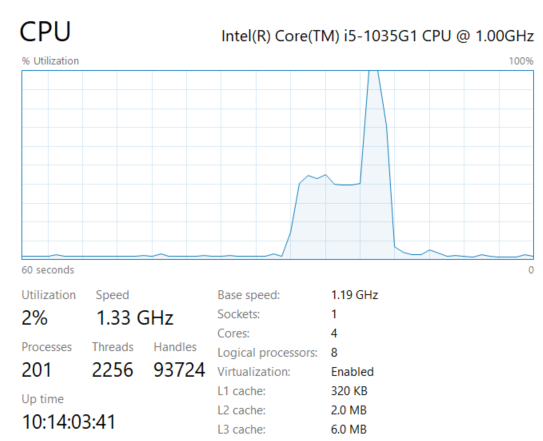 CPU
Intel(R) Core(TM) i5-1035G1 CPU @ 1.00GHz
% Utilization
100%
60 seconds
0
Utilization
Speed
2%
1.33 GHz
Processes
Threads
Handles
201
2256
93724
Up time
10:14:03:41
Base speed: 1.19 GHz
Sockets: 1
Cores: 4
Logical processors: 8
Virtualization: Enabled
L1 cache: 320 KB
L2 cache: 2.0 MB
L3 cache: 6.0 MB